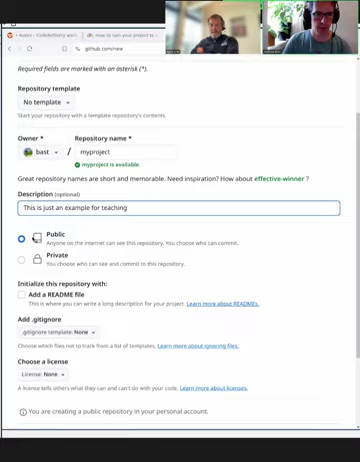 github.com/new
Required fields are marked with an asterisk (*).
Repository template
No template
Start your repository with a template repository's contents.
Owner * Repository name *
bast / myproject
myproject is available.
Great repository names are short and memorable. Need inspiration? How about effective-winner ?
Description (optional)
This is just an example for teaching
Public
Anyone on the internet can see this repository. You choose who can commit.
Private
You choose who can see and commit to this repository.
Initialize this repository with:
Add a README file
This is where you can write a long description for your project. Learn more about READMEs.
Add .gitignore
.gitignore template: None
Choose which files not to track from a list of templates. Learn more about ignoring files.
Choose a license
License: None
A license tells others what they can and can't do with your code. Learn more about licenses.
You are creating a public repository in your personal account.